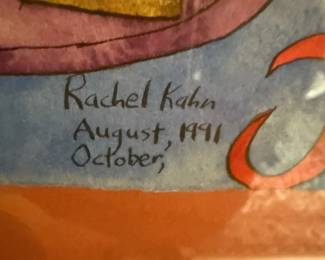 Rachel Kahn
August, 1991
October,